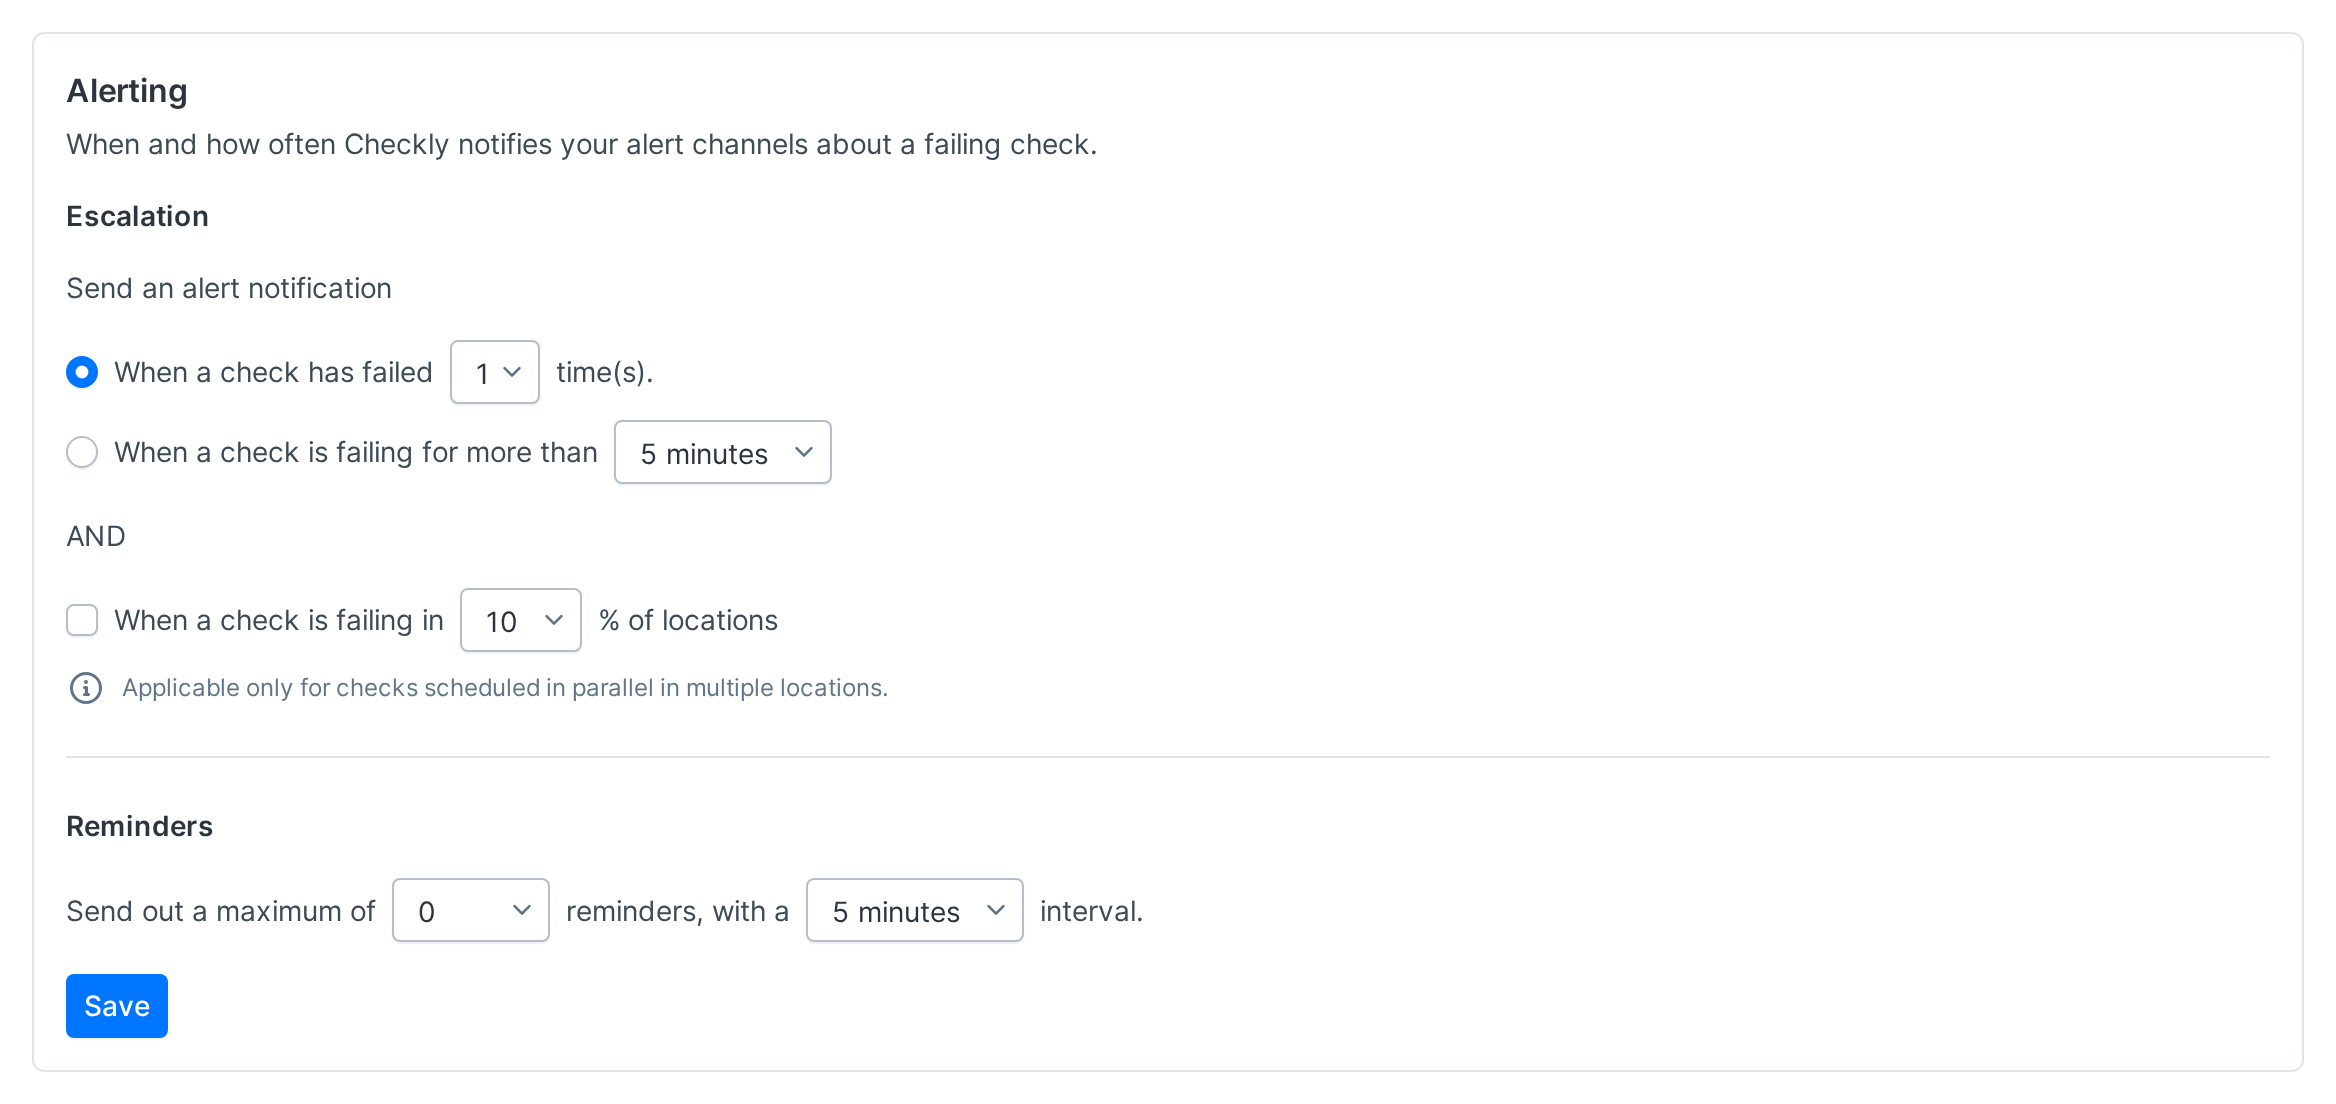 Alerting
When and how often Checkly notifies your alert channels about a failing check.
Escalation
Send an alert notification
When a check has failed 1 time(s).
When a check is failing for more than 5 minutes
AND
When a check is failing in 10 % of locations
Applicable only for checks scheduled in parallel in multiple locations.
Reminders
Send out a maximum of 0 reminders, with a 5 minutes interval.
Save